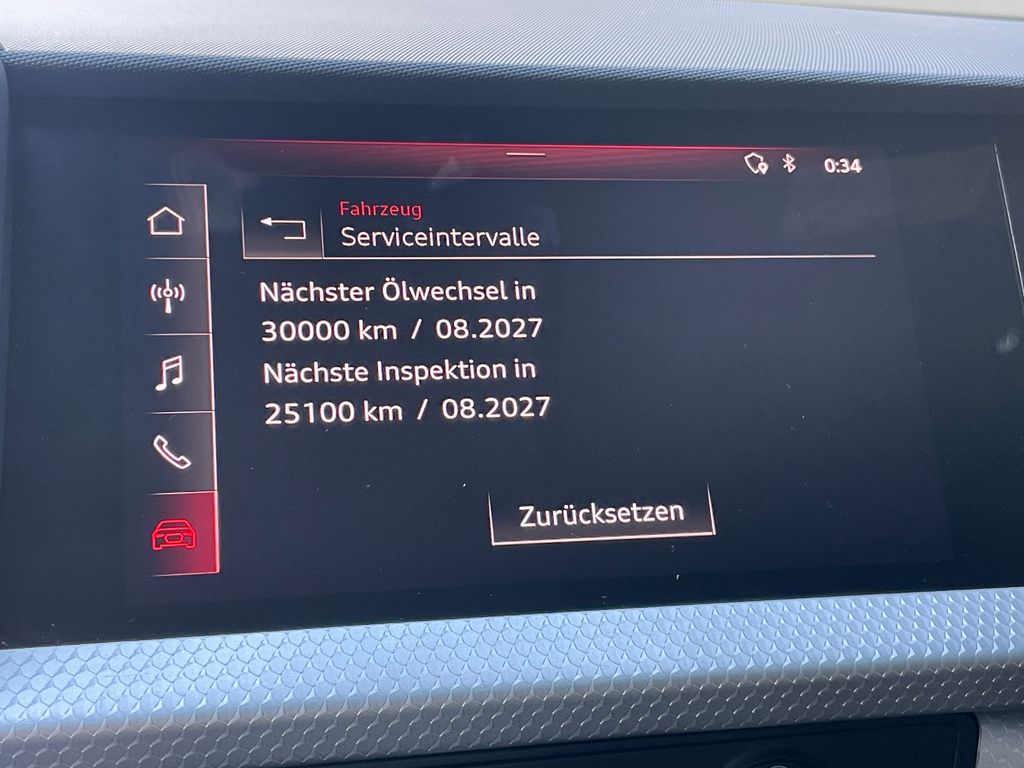 0:34
Fahrzeug
Serviceintervalle
Nächster Ölwechsel in
30000 km / 08.2027
Nächste Inspektion in
25100 km / 08.2027
Zurücksetzen